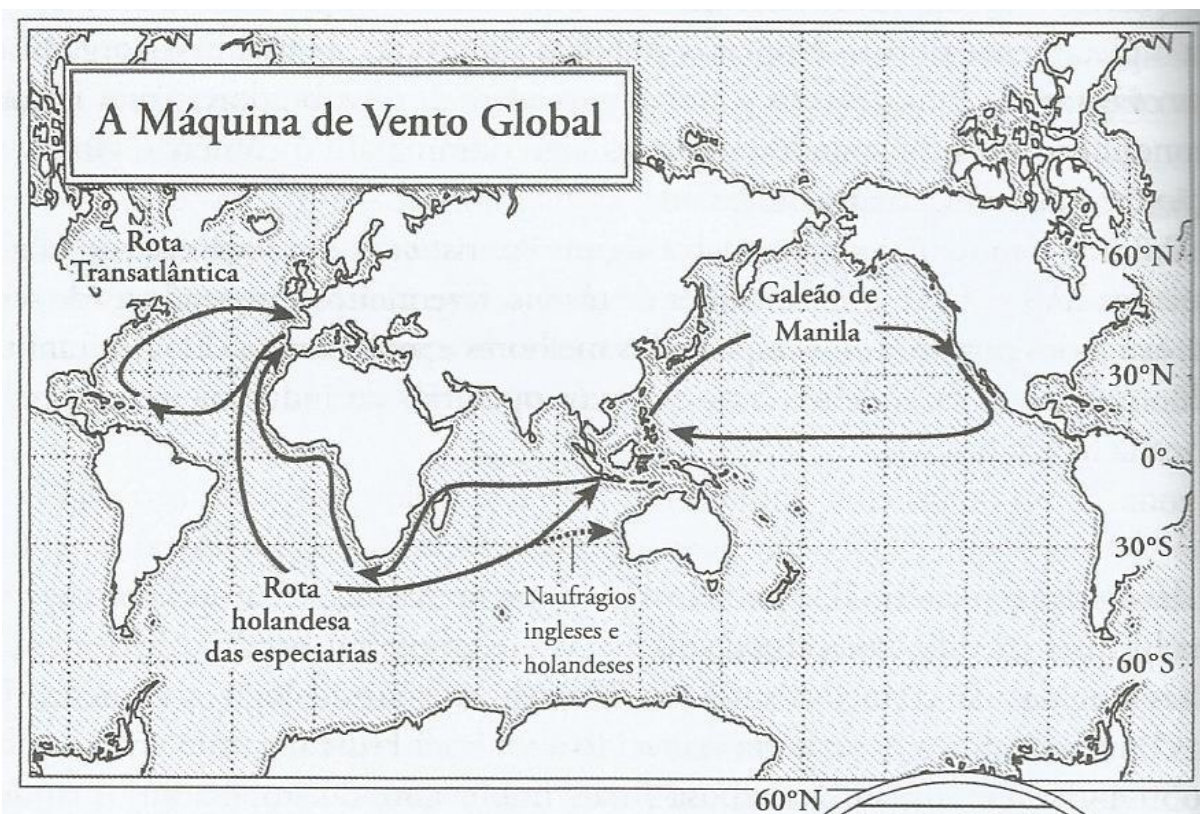 A Máquina de Vento Global
Rota
Transatlântica
60°N
Galeão de
Manila
30°N
0°
30°S
Rota
holandesa
das especiarias
Naufrágios
ingleses e
holandeses
60°S
60°N